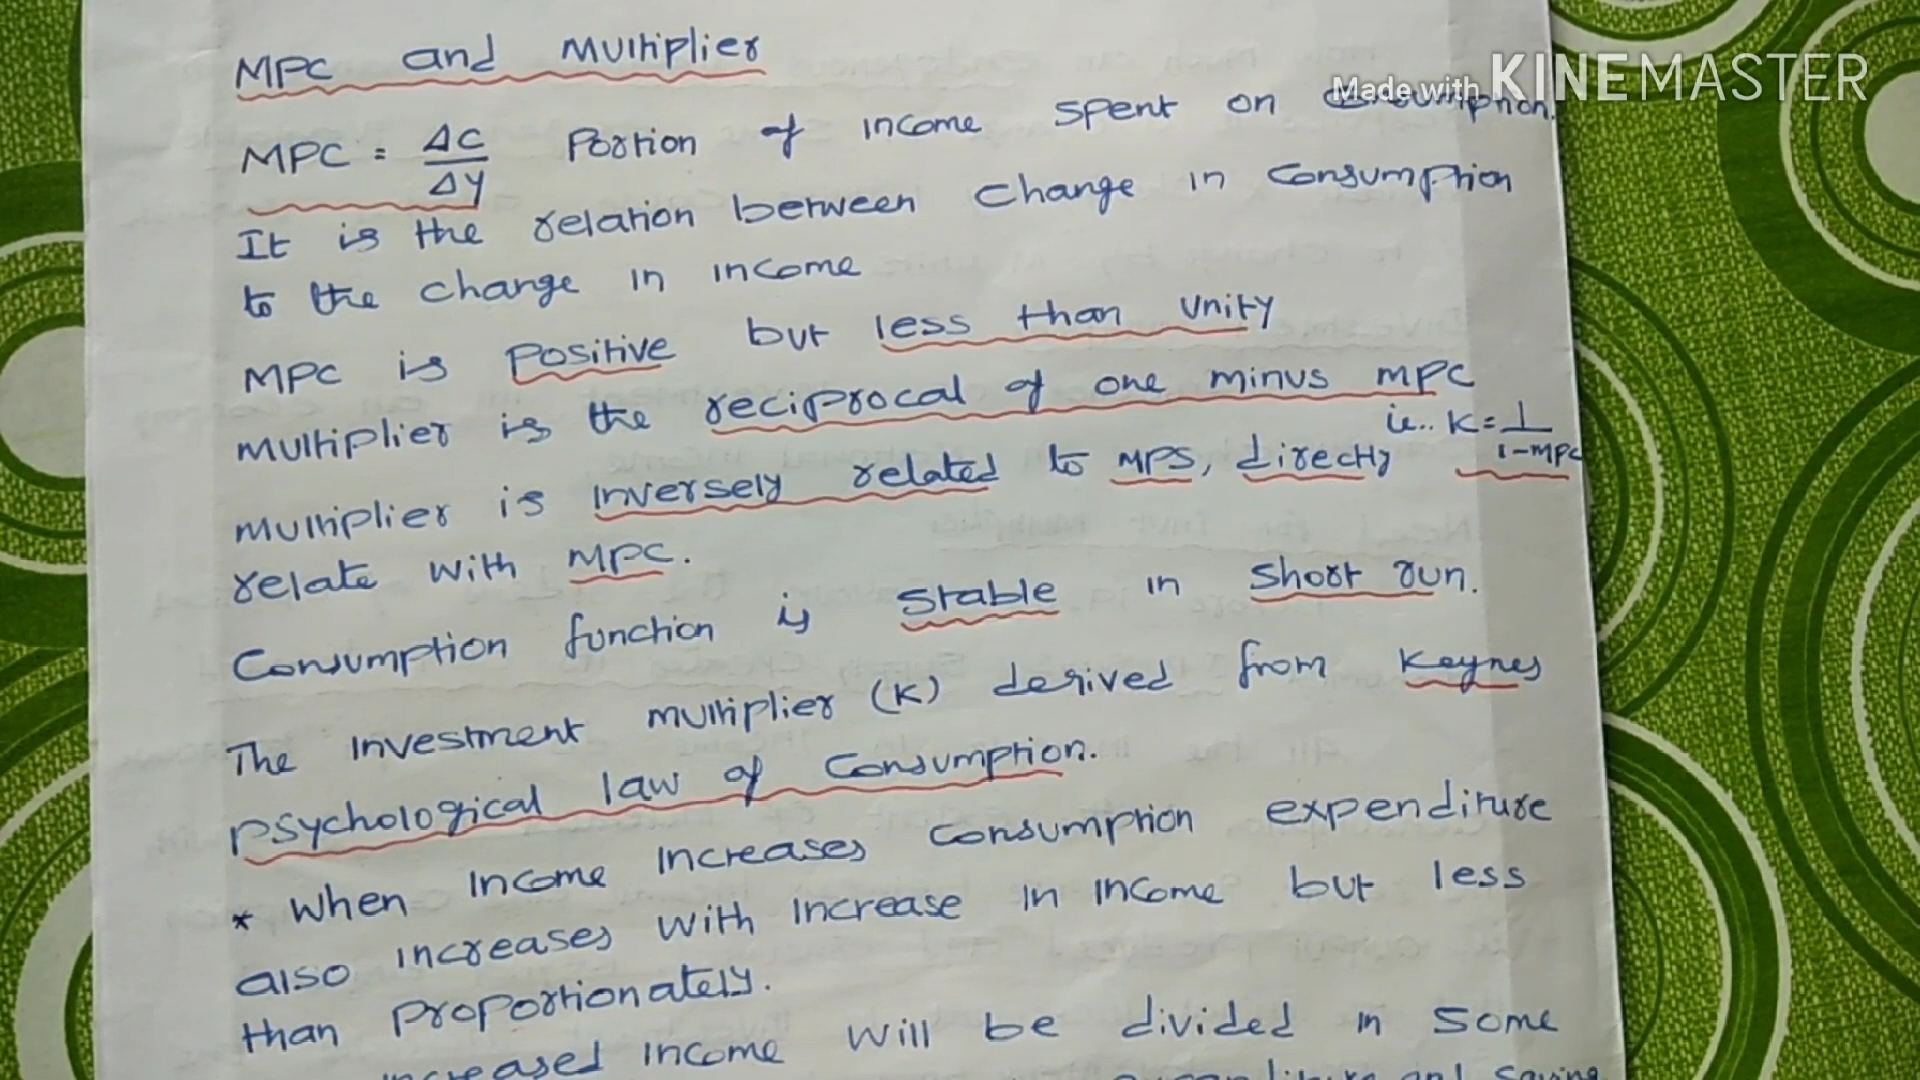 Made with KINEMASTER
MPC and Multiplier
MPC = ΔC/ΔY Portion of income spent on consumption.
It is the relation between change in consumption
to the change in income
MPC is positive but less than unity
Multiplier is the reciprocal of one minus MPC
i.e.. K = 1/1-MPC
Multiplier is inversely related to MPS, directly
relate with MPC.
Consumption function is stable in short run.
The investment multiplier (K) derived from Keynes
psychological law of consumption.
* When income increases consumption expenditure
also increases with increase in income but less
than proportionately.
increased income will be divided in some
and saving